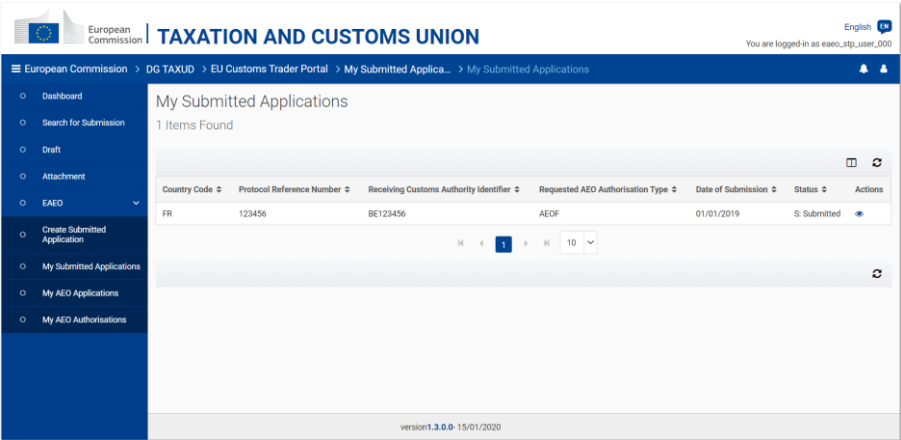 European
Commission
TAXATION AND CUSTOMS UNION
English EN
You are logged-in as eaeo_stp_user_000
European Commission > DG TAXUD > EU Customs Trader Portal > My Submitted Applica... > My Submitted Applications
Dashboard
Search for Submission
Draft
Attachment
EAEO
Create Submitted
Application
My Submitted Applications
My AEO Applications
My AEO Authorisations
My Submitted Applications
1 Items Found
Country Code Protocol Reference Number Receiving Customs Authority Identifier Requested AEO Authorisation Type Date of Submission Status Actions
FR 123456 BE123456 AEOF 01/01/2019 S: Submitted
1 10
version1.3.0.0- 15/01/2020